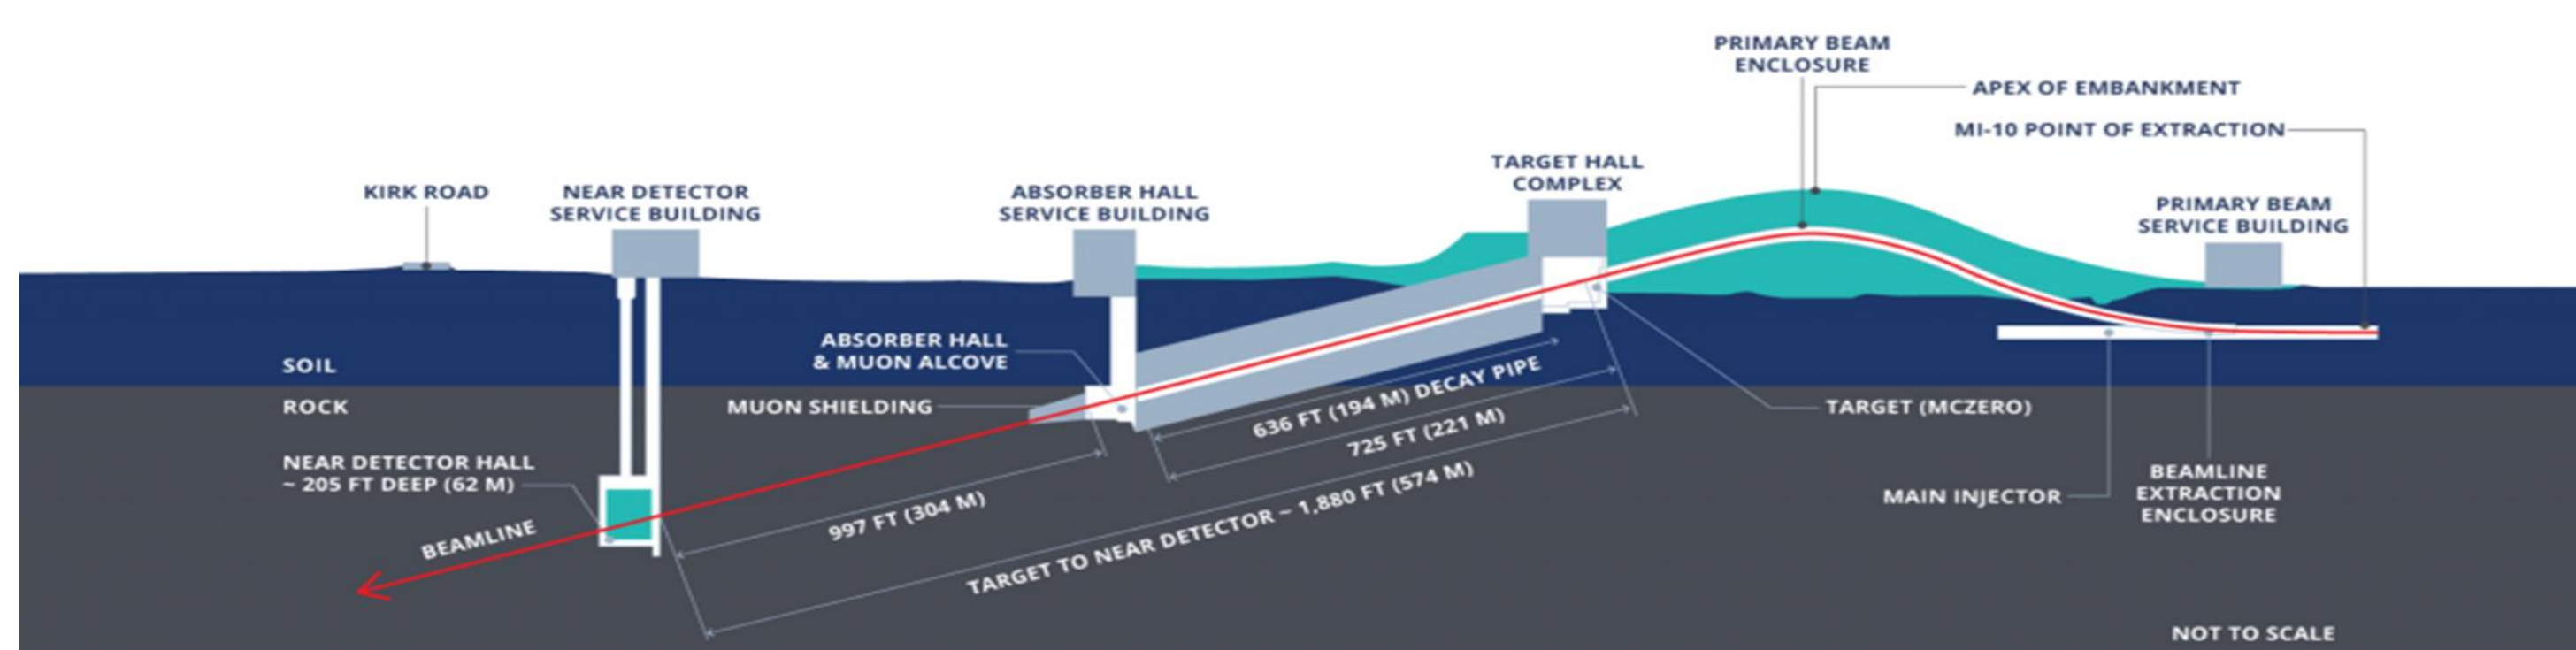 PRIMARY BEAM
ENCLOSURE
APEX OF EMBANKMENT
MI-10 POINT OF EXTRACTION
TARGET HALL
COMPLEX
KIRK ROAD
NEAR DETECTOR
SERVICE BUILDING
ABSORBER HALL
SERVICE BUILDING
PRIMARY BEAM
SERVICE BUILDING
ABSORBER HALL
& MUON ALCOVE
SOIL
ROCK
MUON SHIELDING
636 FT (194 M) DECAY PIPE
725 FT (221 M)
TARGET (MCZERO)
NEAR DETECTOR HALL
~ 205 FT DEEP (62 M)
BEAMLINE
997 FT (304 M)
TARGET TO NEAR DETECTOR ~ 1,880 FT (574 M)
MAIN INJECTOR
BEAMLINE
EXTRACTION
ENCLOSURE
NOT TO SCALE